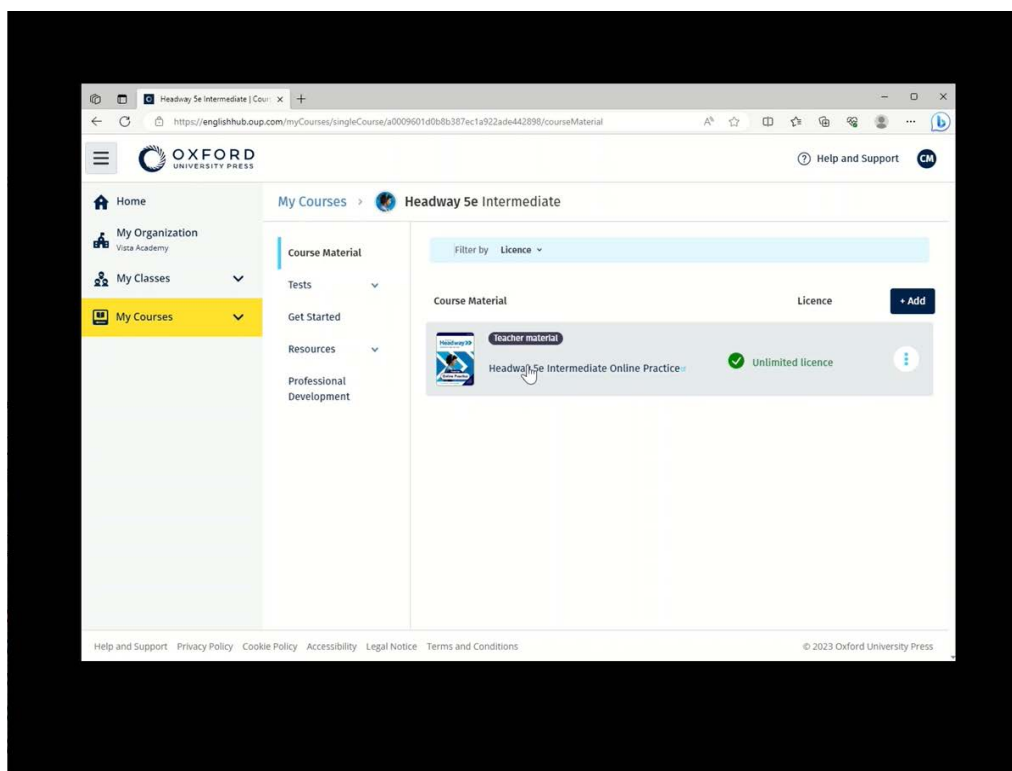 Headway 5e Intermediate | Cour
https://englishhub.oup.com/myCourses/singleCourse/a0009601d0b8b387ec1a922ade442898/courseMaterial
OXFORD
UNIVERSITY PRESS
Help and Support
CM
Home
My Organization
Vista Academy
My Classes
My Courses
My Courses > Headway 5e Intermediate
Course Material
Tests
Get Started
Resources
Professional
Development
Filter by Licence
Course Material Licence + Add
Headway
Teacher material
Headway 5e Intermediate Online Practice
Unlimited licence
Online Practice
Help and Support Privacy Policy Cookie Policy Accessibility Legal Notice Terms and Conditions
© 2023 Oxford University Press